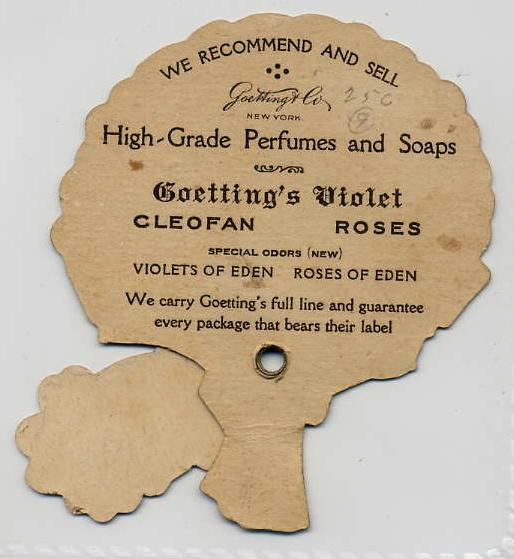 WE RECOMMEND AND SELL
Goetting & Co.
25¢
NEW YORK
High-Grade Perfumes and Soaps
Goetting's Violet
CLEOFAN ROSES
SPECIAL ODORS (NEW)
VIOLETS OF EDEN ROSES OF EDEN
We carry Goetting's full line and guarantee
every package that bears their label